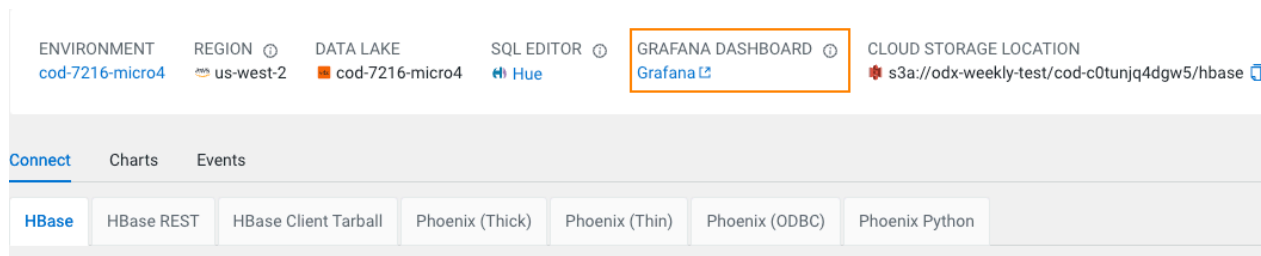 ENVIRONMENT REGION DATA LAKE SQL EDITOR GRAFANA DASHBOARD CLOUD STORAGE LOCATION
cod-7216-micro4 us-west-2 cod-7216-micro4 Hue Grafana s3a://odx-weekly-test/cod-c0tunjq4dgw5/hbase
Connect Charts Events
HBase HBase REST HBase Client Tarball Phoenix (Thick) Phoenix (Thin) Phoenix (ODBC) Phoenix Python